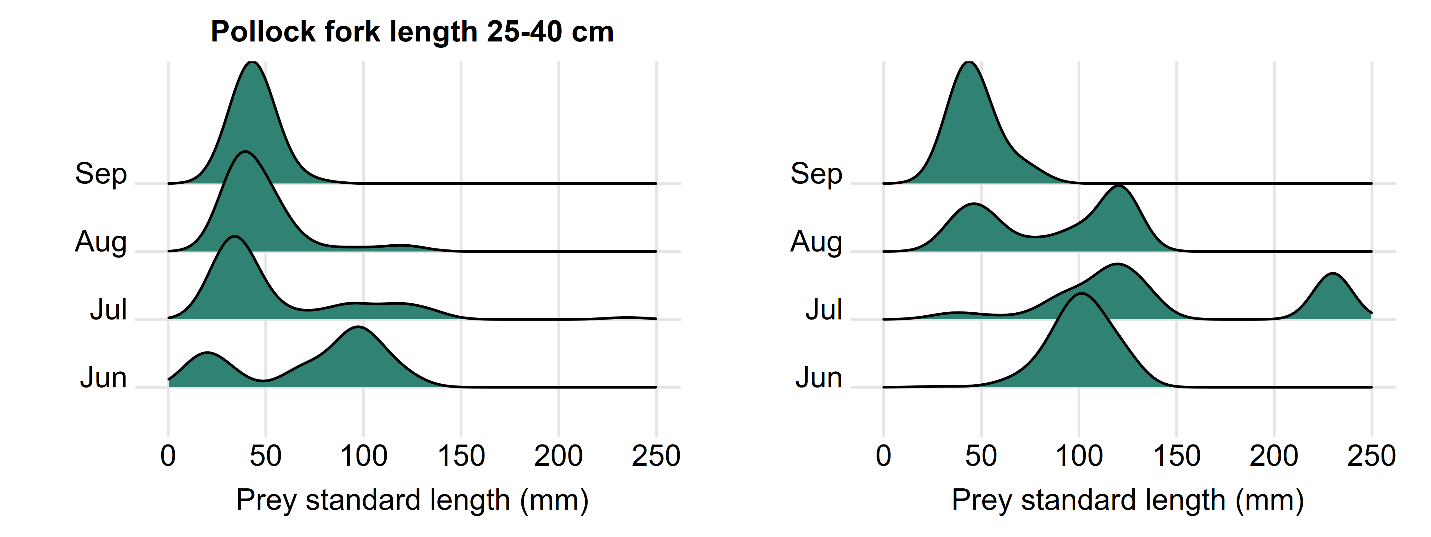 Pollock fork length 25-40 cm
Sep
Aug
Jul
Jun
0 50 100 150 200 250
Prey standard length (mm)
Sep
Aug
Jul
Jun
0 50 100 150 200 250
Prey standard length (mm)